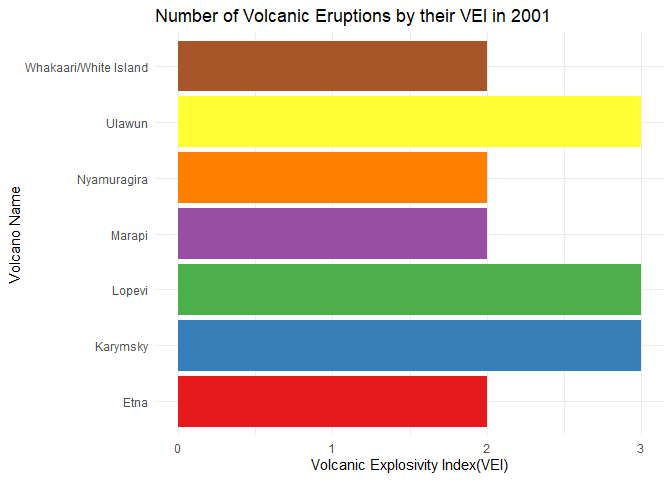 Number of Volcanic Eruptions by their VEI in 2001
Volcano Name
Whakaari/White Island
Ulawun
Nyamuragira
Marapi
Lopevi
Karymsky
Etna
0 1 2 3
Volcanic Explosivity Index(VEI)